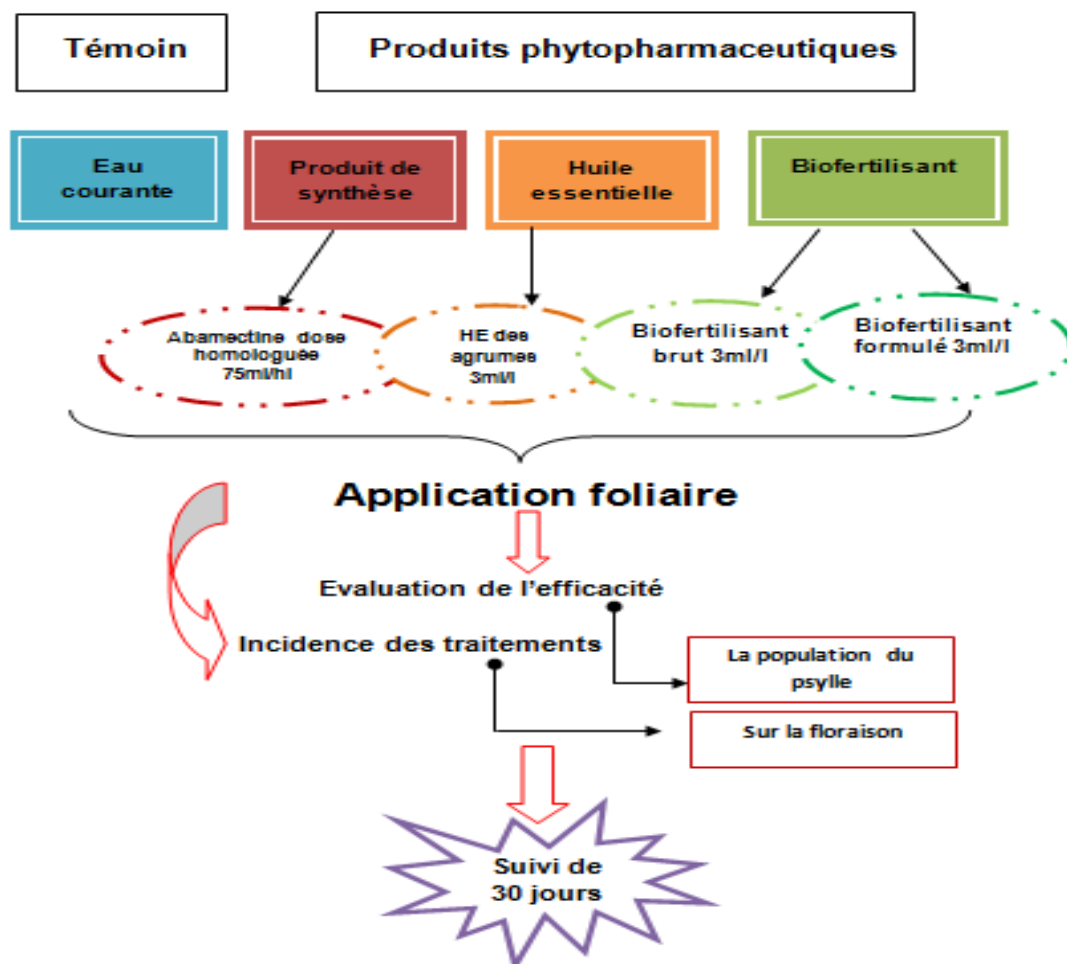 Témoin
Produits phytopharmaceutiques
Eau
courante
Produit de
synthèse
Huile
essentielle
Biofertilisant
Abamectine dose
homologuée
75ml/hl
HE des
agrumes
3ml/l
Biofertilisant
brut 3ml/l
Biofertilisant
formulé 3ml/l
Application foliaire
Evaluation de l'efficacité
Incidence des traitements
La population du
psylle
Sur la floraison
Suivi de
30 jours